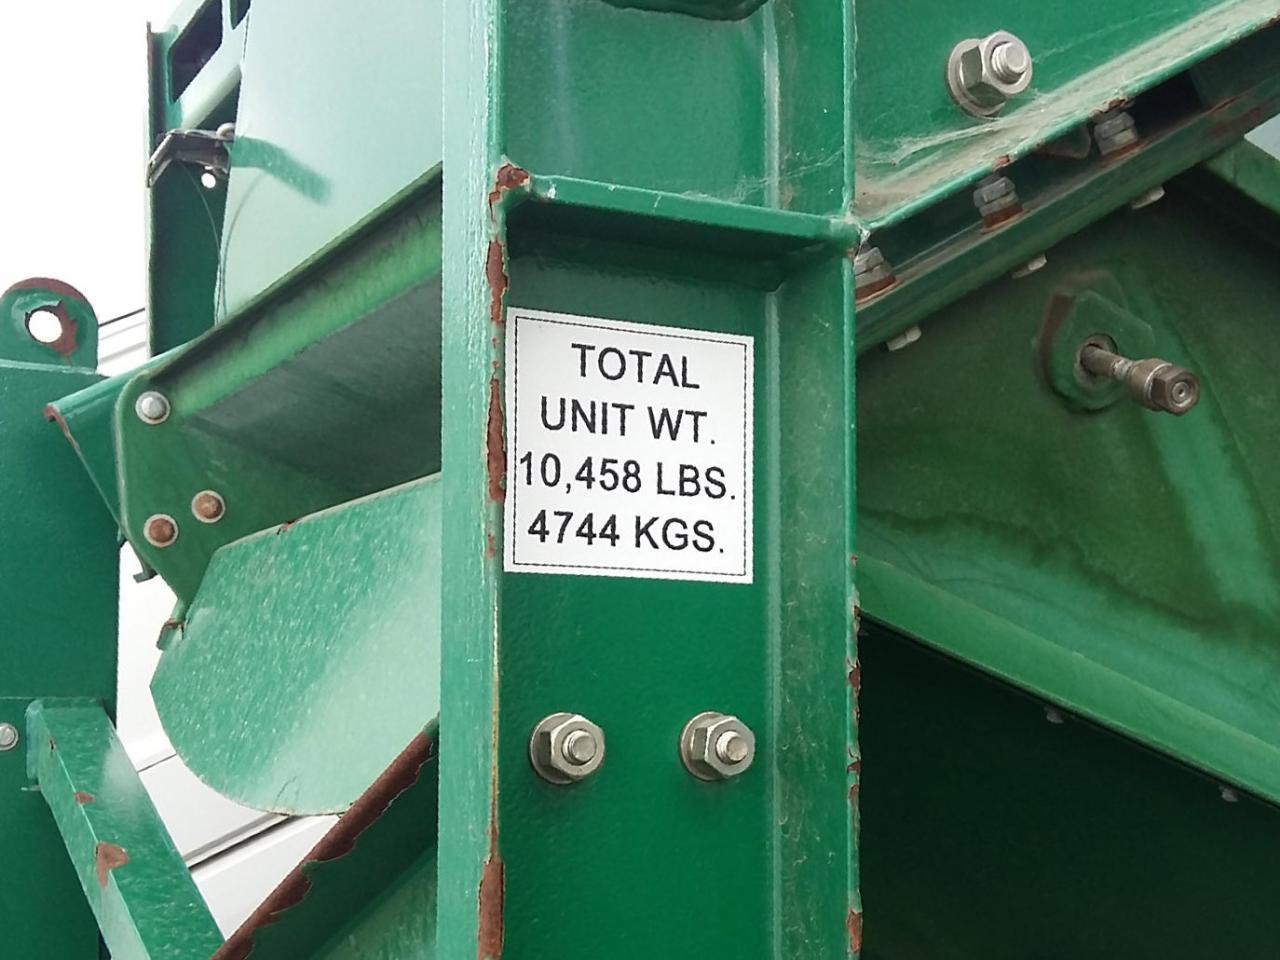 TOTAL
UNIT WT.
10,458 LBS.
4744 KGS.